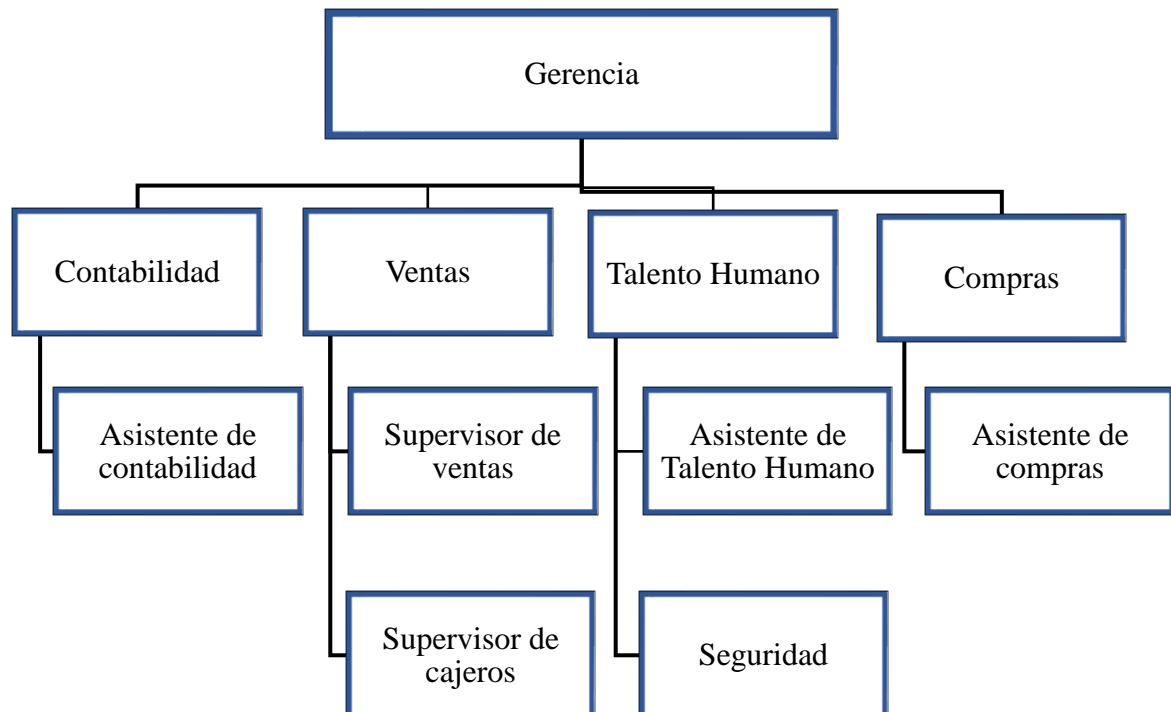 Gerencia
Contabilidad
Ventas
Talento Humano
Compras
Asistente de
contabilidad
Supervisor de
ventas
Asistente de
Talento Humano
Asistente de
compras
Supervisor de
cajeros
Seguridad